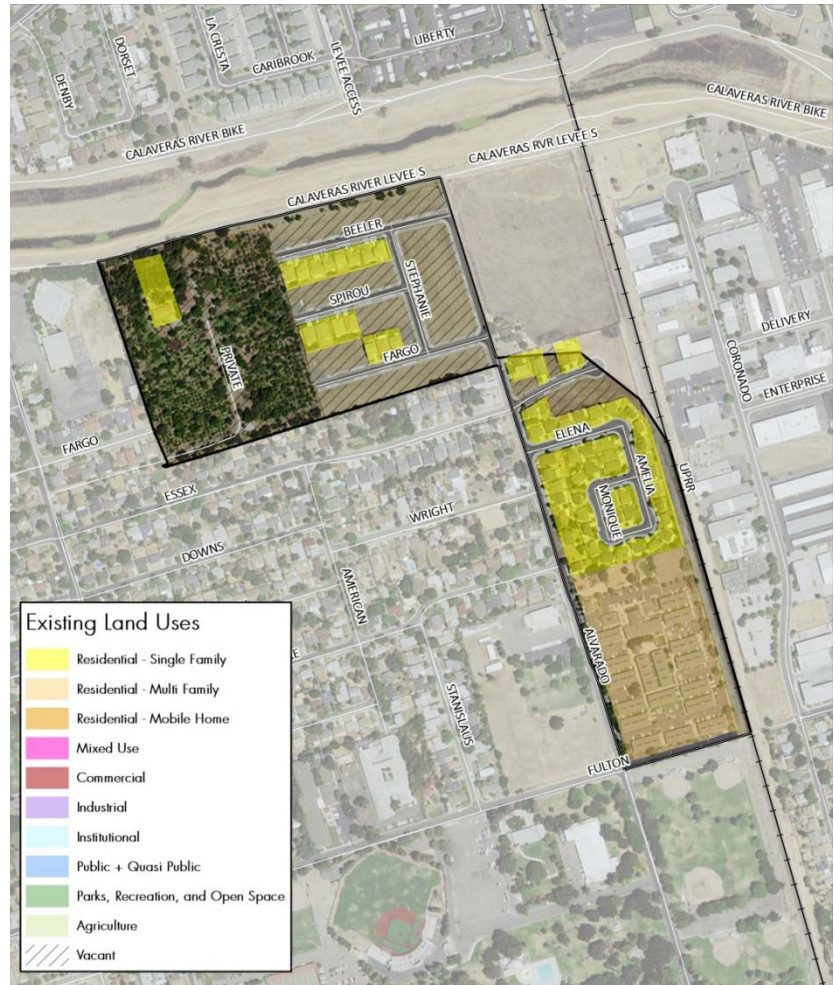 LA CRESTA
LIBERTY
DORSET
CARIBROOK
LEVEE ACCESS
DENBY
CALAVERAS RIVER BIKE
CALAVERAS RIVER BIKE
CALAVERAS RVR LEVEE S
CALAVERAS RIVER LEVEE S
BEELER
STEPHANIE
SPIROU
DELIVERY
PRIVATE
FARGO
CORONADO
ENTERPRISE
FARGO
ELENA
AMELIA
UPRR
ESSEX
MONIQUE
WRIGHT
DOWNS
AMERICAN
ALVARADO
STANISLAUS
FULTON
Existing Land Uses
Residential - Single Family
Residential - Multi Family
Residential - Mobile Home
Mixed Use
Commercial
Industrial
Institutional
Public + Quasi Public
Parks, Recreation, and Open Space
Agriculture
Vacant